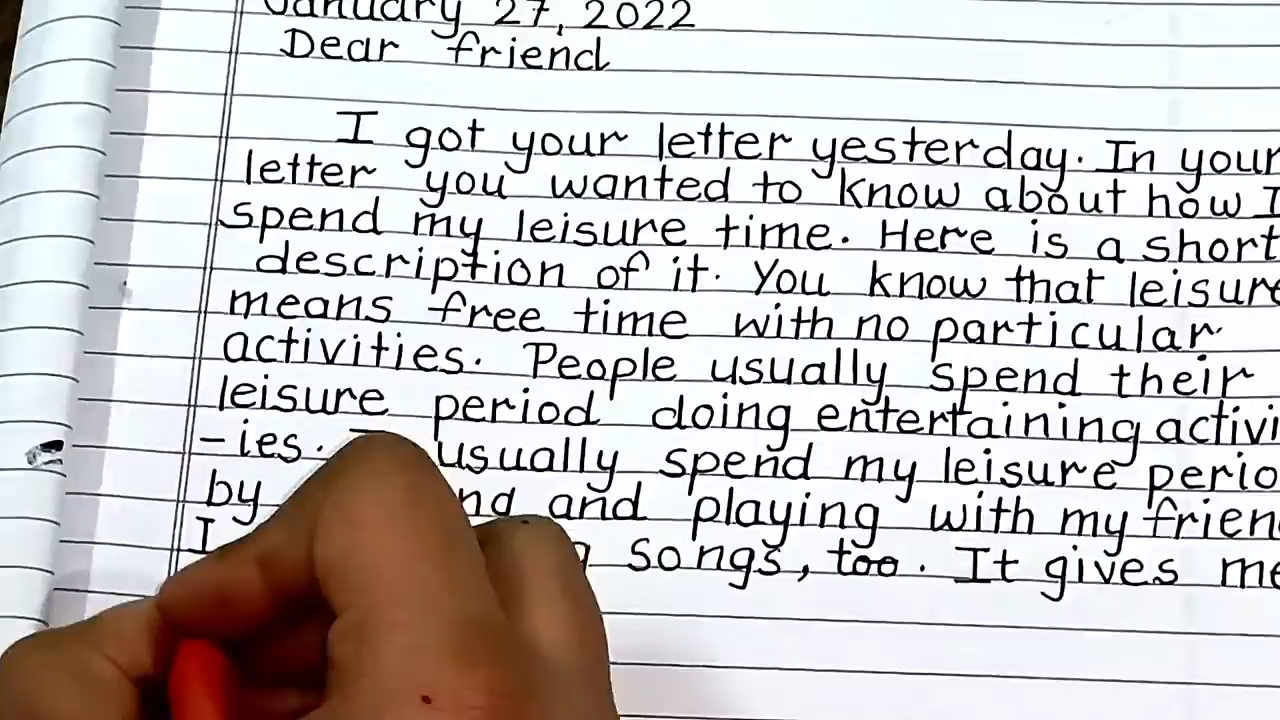 January 27, 2022
Dear friend
I got your letter yesterday. In your
letter you wanted to know about how I
spend my leisure time. Here is a short
description of it. You know that leisure
means free time with no particular
activities. People usually spend their
leisure period doing entertaining activi
-ies. usually spend my leisure perio
by and playing with my frien
I songs, too. It gives me